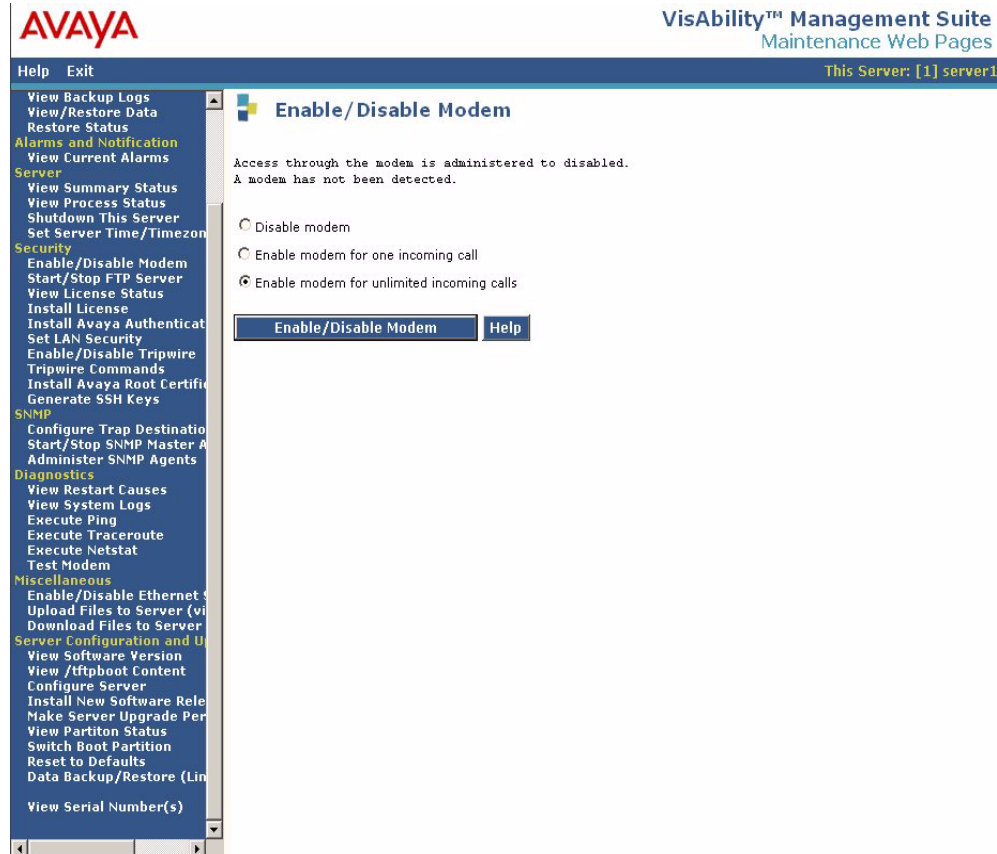 AVAYA
VisAbility™ Management Suite
Maintenance Web Pages
Help Exit
This Server: [1] server1
View Backup Logs
View/Restore Data
Restore Status
Alarms and Notification
View Current Alarms
Server
View Summary Status
View Process Status
Shutdown This Server
Set Server Time/Timezon
Security
Enable/Disable Modem
Start/Stop FTP Server
View License Status
Install License
Install Avaya Authenticat
Set LAN Security
Enable/Disable Tripwire
Tripwire Commands
Install Avaya Root Certific
Generate SSH Keys
SNMP
Configure Trap Destinatio
Start/Stop SNMP Master A
Administer SNMP Agents
Diagnostics
View Restart Causes
View System Logs
Execute Ping
Execute Traceroute
Execute Netstat
Test Modem
Miscellaneous
Enable/Disable Ethernet S
Upload Files to Server (vi
Download Files to Server
Server Configuration and Up
View Software Version
View /tftpboot Content
Configure Server
Install New Software Rele
Make Server Upgrade Per
View Partiton Status
Switch Boot Partition
Reset to Defaults
Data Backup/Restore (Lin
View Serial Number(s)
Enable/Disable Modem
Access through the modem is administered to disabled.
A modem has not been detected.
Disable modem
Enable modem for one incoming call
Enable modem for unlimited incoming calls
Enable/Disable Modem Help